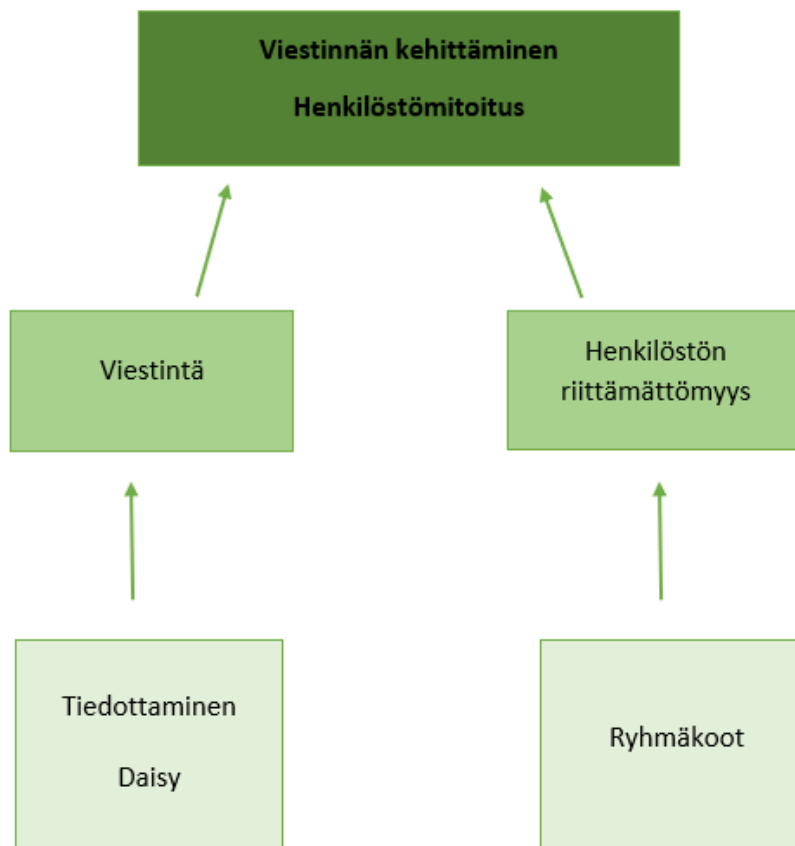 Viestinnän kehittäminen
Henkilöstömitoitus
Viestintä
Henkilöstön
riittämättömyys
Tiedottaminen
Daisy
Ryhmäkoot